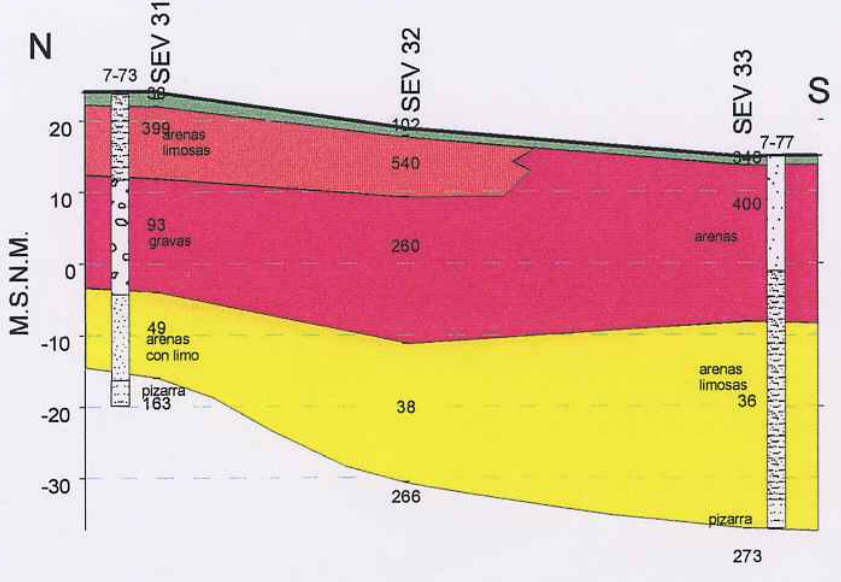 N
S
7-73
SEV 31
SEV 32
SEV 33
7-77
M.S.N.M.
20
10
0
-10
-20
-30
399
arenas
limosas
540
348
400
93
gravas
260
arenas
49
arenas
con limo
38
arenas
limosas
36
pizarra
163
266
pizarra
273